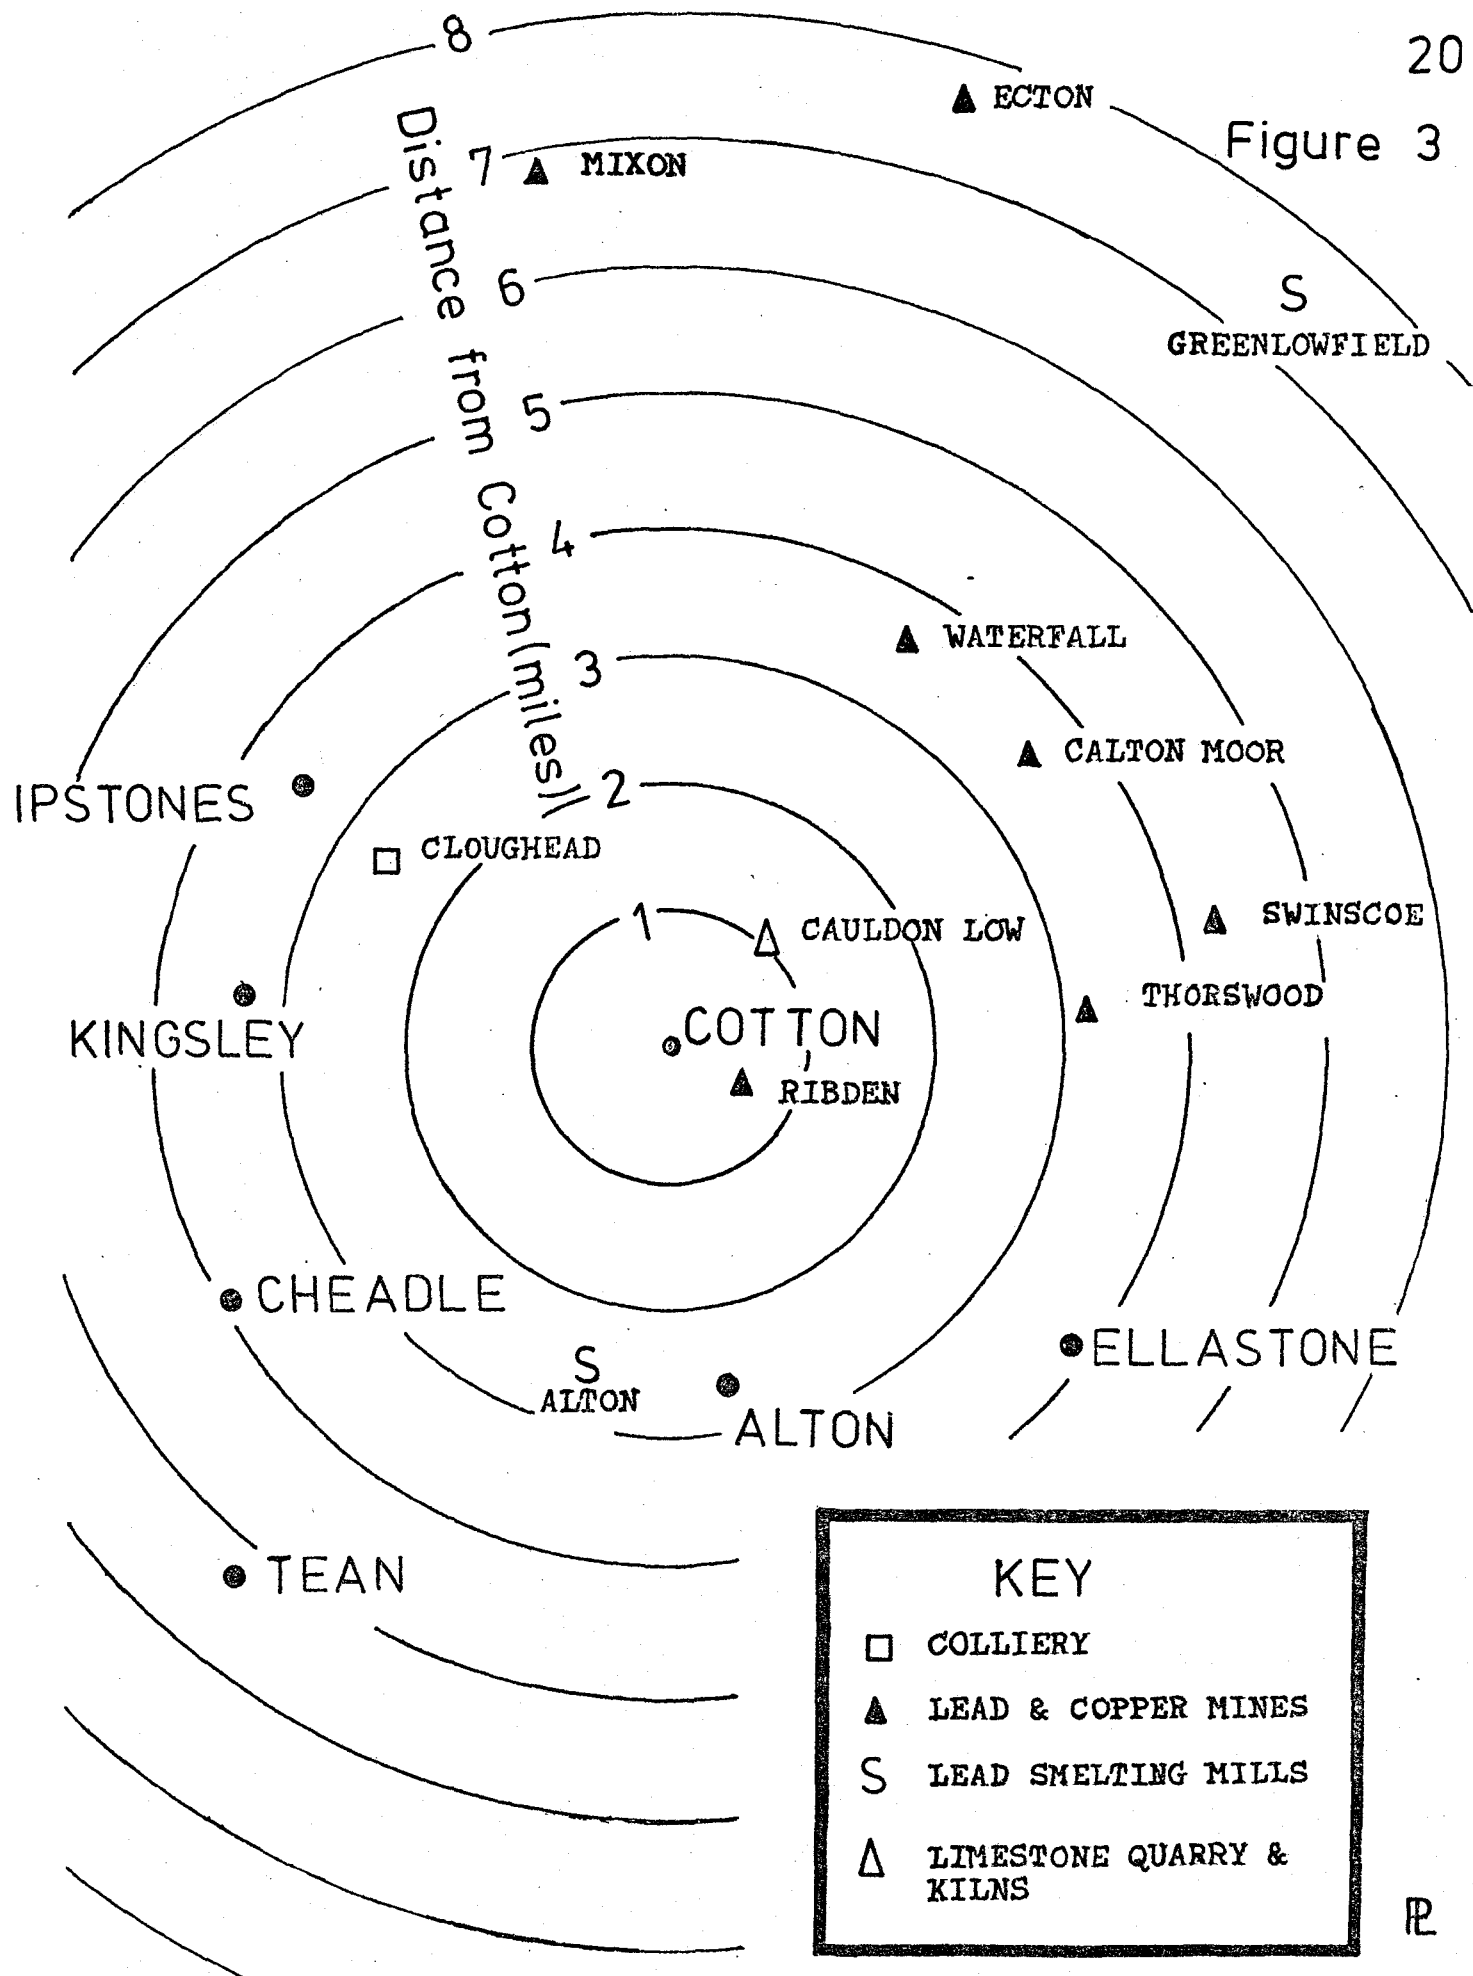 20
Figure 3
8
ECTON
Distance from Cotton (miles)
7
MIXON
6
S
GREENLOWFIELD
5
4
WATERFALL
3
CALTON MOOR
2
IPSTONES
CLOUGHEAD
1
CAULDON LOW
SWINSCOE
THORSWOOD
KINGSLEY
COTTON
RIBDEN
CHEADLE
ELLASTONE
S
ALTON
ALTON
TEAN
KEY
COLLIERY
LEAD & COPPER MINES
S LEAD SMELTING MILLS
LIMESTONE QUARRY &
KILNS